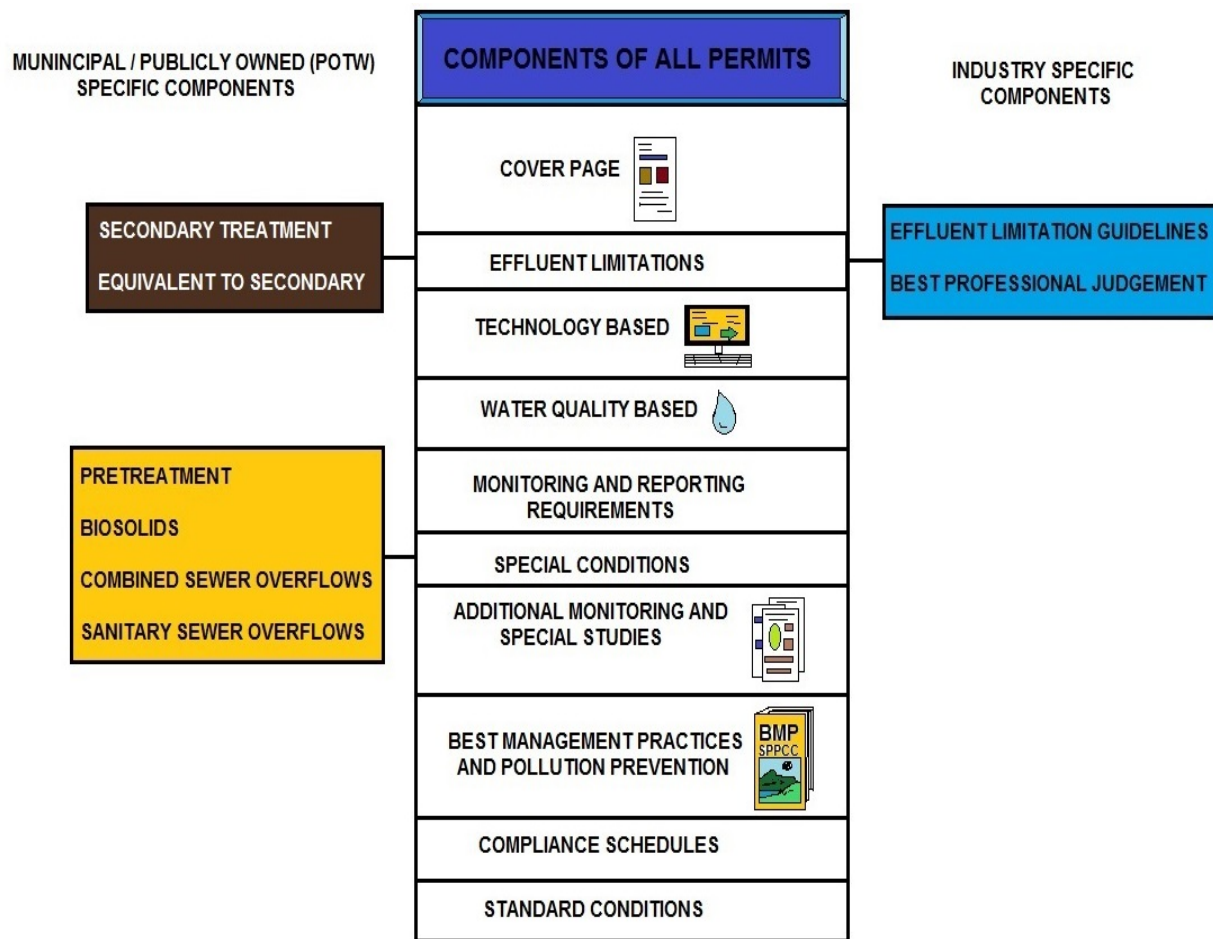 MUNINCIPAL / PUBLICLY OWNED (POTW)
SPECIFIC COMPONENTS
COMPONENTS OF ALL PERMITS
INDUSTRY SPECIFIC
COMPONENTS
COVER PAGE
SECONDARY TREATMENT
EQUIVALENT TO SECONDARY
EFFLUENT LIMITATIONS
EFFLUENT LIMITATION GUIDELINES
BEST PROFESSIONAL JUDGEMENT
TECHNOLOGY BASED
WATER QUALITY BASED
PRETREATMENT
BIOSOLIDS
COMBINED SEWER OVERFLOWS
SANITARY SEWER OVERFLOWS
MONITORING AND REPORTING
REQUIREMENTS
SPECIAL CONDITIONS
ADDITIONAL MONITORING AND
SPECIAL STUDIES
BEST MANAGEMENT PRACTICES
AND POLLUTION PREVENTION
BMP
SPPCC
COMPLIANCE SCHEDULES
STANDARD CONDITIONS